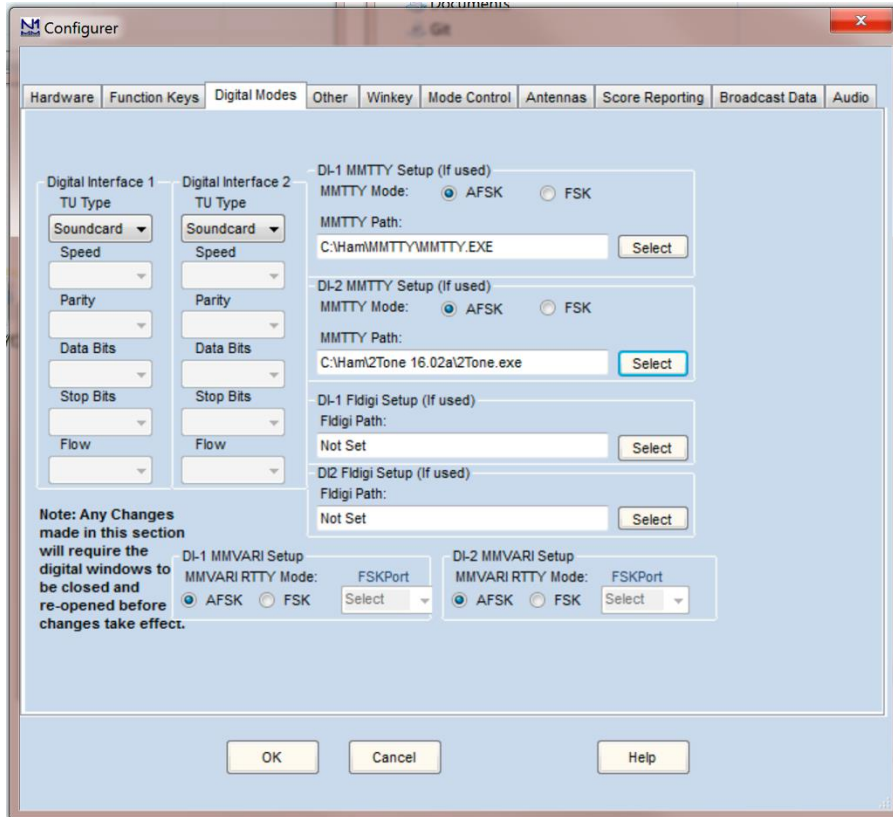 Documents
Git
N1
MM
Configurer
x
Hardware Function Keys Digital Modes Other Winkey Mode Control Antennas Score Reporting Broadcast Data Audio
Digital Interface 1 Digital Interface 2
TU Type TU Type
Soundcard Soundcard
Speed Speed
Parity Parity
Data Bits Data Bits
Stop Bits Stop Bits
Flow Flow
DI-1 MMTTY Setup (If used)
MMTTY Mode: AFSK FSK
MMTTY Path:
C:\Ham\MMTTY\MMTTY.EXE Select
DI-2 MMTTY Setup (If used)
MMTTY Mode: AFSK FSK
MMTTY Path:
C:\Ham\2Tone 16.02a\2Tone.exe Select
DI-1 Fldigi Setup (If used)
Fldigi Path:
Not Set Select
DI2 Fldigi Setup (If used)
Fldigi Path:
Not Set Select
Note: Any Changes
made in this section
will require the
digital windows to
be closed and
re-opened before
changes take effect.
DI-1 MMVARI Setup
MMVARI RTTY Mode: FSKPort
AFSK FSK Select
DI-2 MMVARI Setup
MMVARI RTTY Mode: FSKPort
AFSK FSK Select
OK Cancel Help